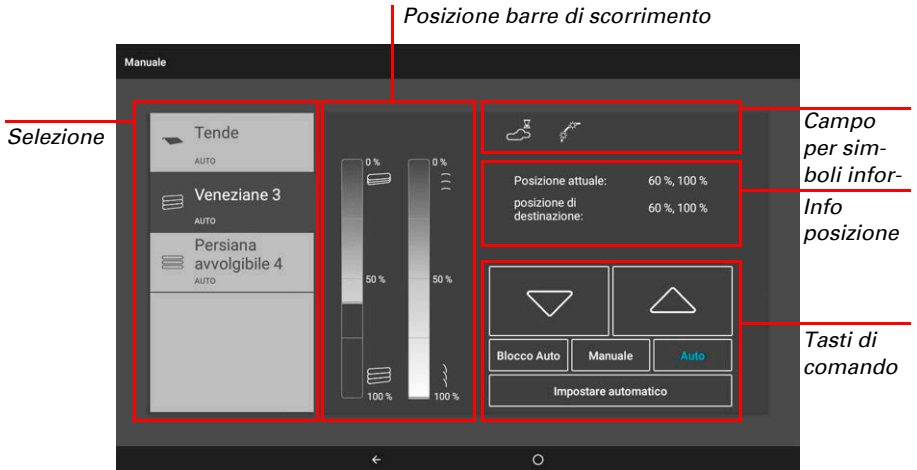 Posizione barre di scorrimento
Manuale
Selezione
Tende
AUTO
Veneziane 3
AUTO
Persiana
avvolgibile 4
AUTO
0 %
50 %
100 %
0 %
50 %
100 %
Posizione attuale: 60 %, 100 %
posizione di
destinazione: 60 %, 100 %
Blocco Auto
Manuale
Auto
Impostare automatico
Campo
per sim-
boli infor-
Info
posizione
Tasti di
comando